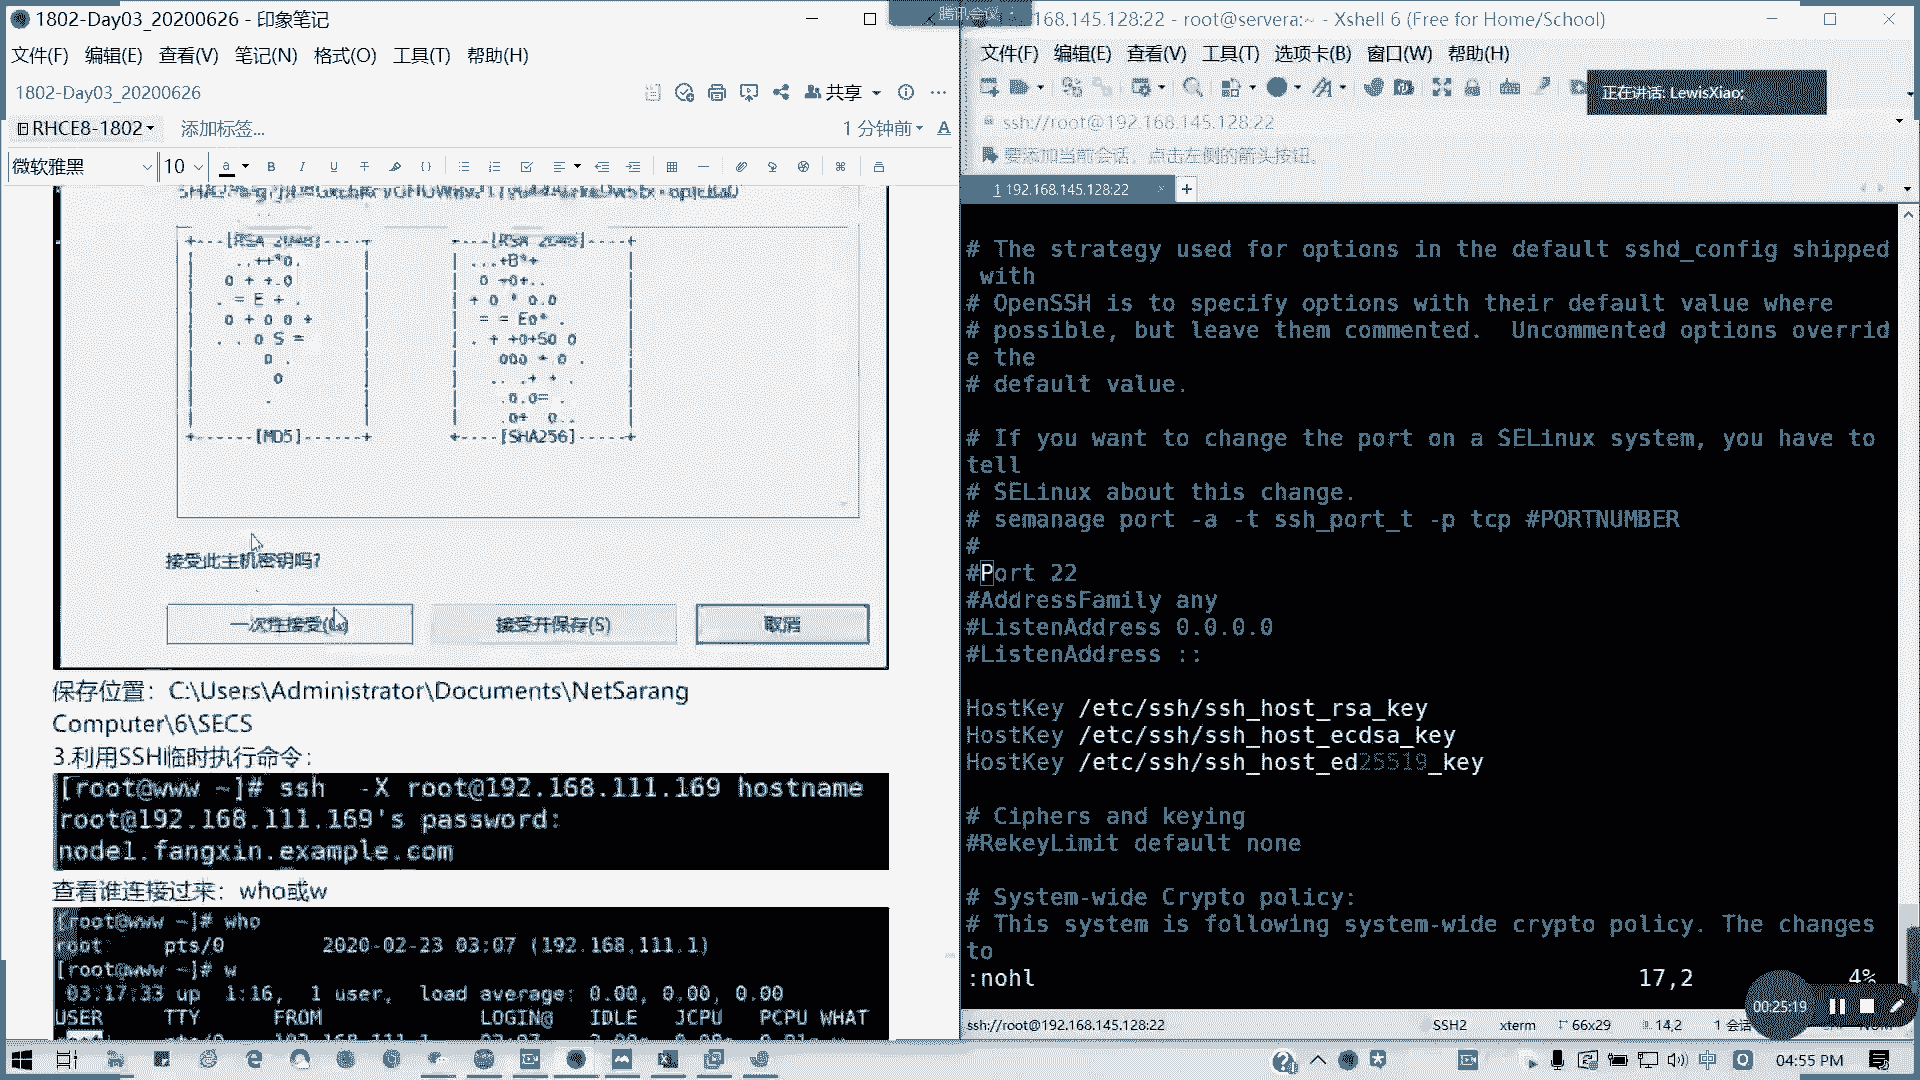 1802-Day03_20200626 - 印象笔记
文件(F) 编辑(E) 查看(V) 笔记(N) 格式(O) 工具(T) 帮助(H)
1802-Day03_20200626
共享
RHCE8-1802
添加标签...
1 分钟前
微软雅黑
10
+---[RSA 2048]----+
[MD5]
[RSA 2048]
[SHA256]
接受此主机密钥吗?
一次性接受
接受并保存(S)
取消
保存位置：C:\Users\Administrator\Documents\NetSarang
Computer\6\SECS
3.利用SSH临时执行命令：
[root@www ~]# ssh -X root@192.168.111.169 hostname
root@192.168.111.169's password:
node1.fangxin.example.com
查看谁连接过来：who或w
[root@www ~]# who
root pts/0 2020-02-23 03:07 (192.168.111.1)
[root@www ~]# w
03:17:33 up 1:16, 1 user, load average: 0.00, 0.00, 0.00
USER TTY FROM LOGIN@ IDLE JCPU PCPU WHAT
腾讯会议
168.145.128:22 - root@servera:~ - Xshell 6 (Free for Home/School)
文件(F) 编辑(E) 查看(V) 工具(T) 选项卡(B) 窗口(W) 帮助(H)
正在讲话: LewisXiao;
ssh://root@192.168.145.128:22
要添加当前会话，点击左侧的箭头按钮。
1 192.168.145.128:22
# The strategy used for options in the default sshd_config shipped
with
# OpenSSH is to specify options with their default value where
# possible, but leave them commented.  Uncommented options overrid
e the
# default value.
# If you want to change the port on a SELinux system, you have to
tell
# SELinux about this change.
# semanage port -a -t ssh_port_t -p tcp #PORTNUMBER
#
#Port 22
#AddressFamily any
#ListenAddress 0.0.0.0
#ListenAddress ::
HostKey /etc/ssh/ssh_host_rsa_key
HostKey /etc/ssh/ssh_host_ecdsa_key
HostKey /etc/ssh/ssh_host_ed25519_key
# Ciphers and keying
#RekeyLimit default none
# System-wide Crypto policy:
# This system is following system-wide crypto policy. The changes
to
:nohl 17,2 4%
00:25:19
ssh://root@192.168.145.128:22 SSH2 xterm 66x29 14,2 1 会话
中
04:55 PM